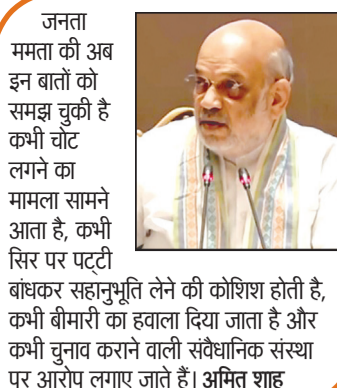 जनता
ममता की अब
इन बातों को
समझ चुकी है
कभी चोट
लगने का
मामला सामने
आता है, कभी
सिर पर पट्टी
बांधकर सहानुभूति लेने की कोशिश होती है,
कभी बीमारी का हवाला दिया जाता है और
कभी चुनाव कराने वाली संवैधानिक संस्था
पर आरोप लगाए जाते हैं। अमित शाह